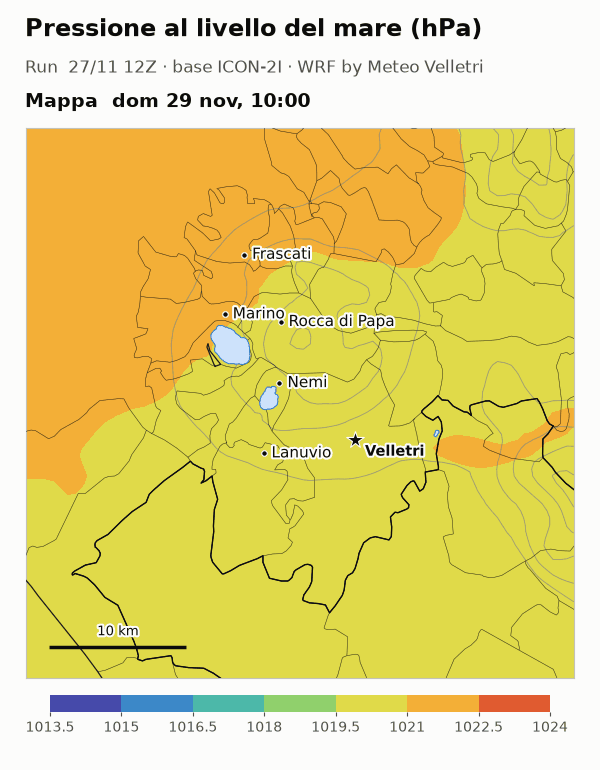 Pressione al livello del mare (hPa)
Run  27/11 12Z · base ICON-2I · WRF by Meteo Velletri
Mappa  dom 29 nov, 10:00
Frascati
Marino
Rocca di Papa
Nemi
Velletri
Lanuvio
10 km
1013.5 1015 1016.5 1018 1019.5 1021 1022.5 1024